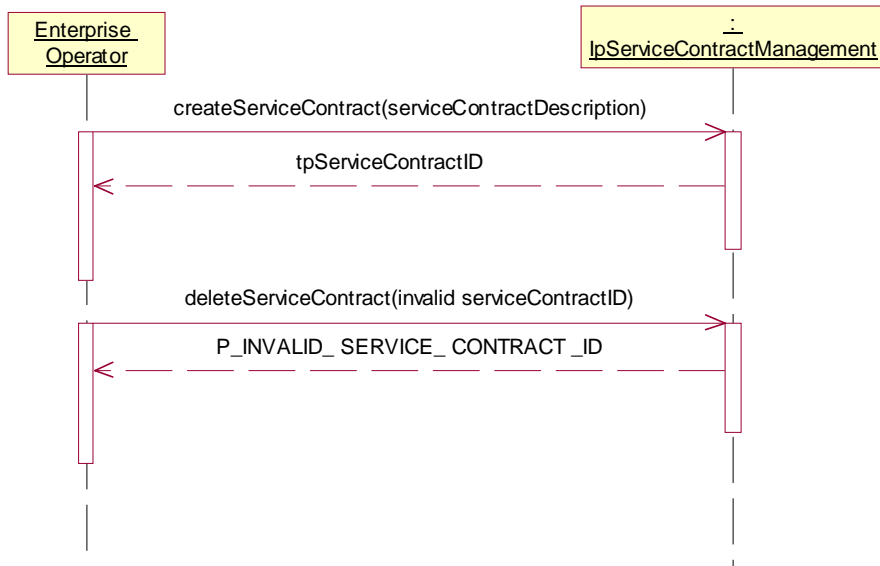 Enterprise
Operator
:
IpServiceContractManagement
createServiceContract(serviceContractDescription)
tpServiceContractID
deleteServiceContract(invalid serviceContractID)
P_INVALID_ SERVICE_ CONTRACT _ID